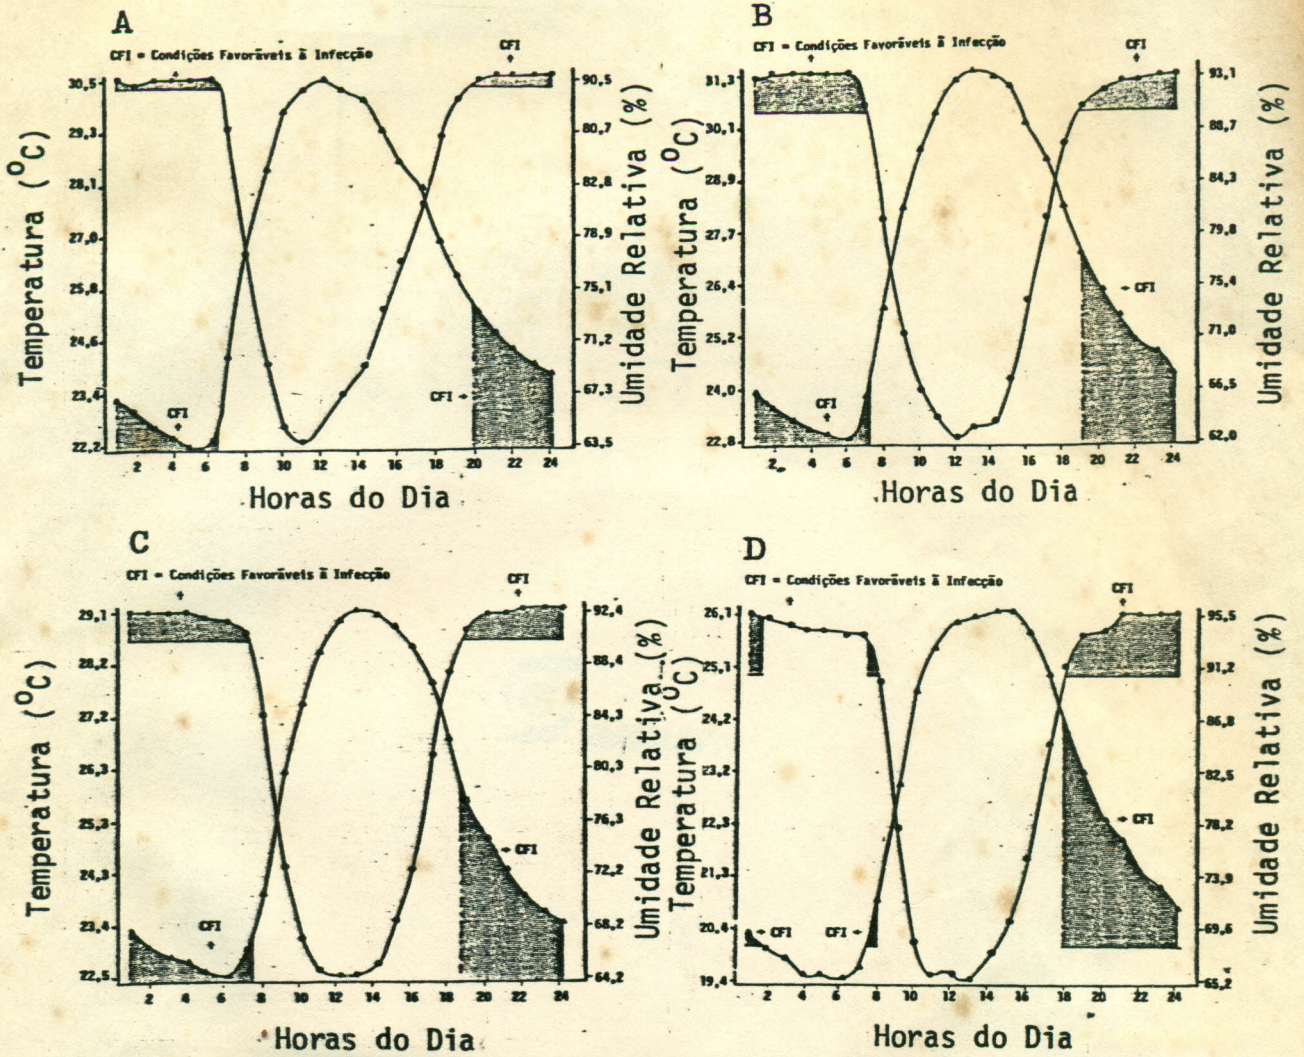 A
CFI = Condições Favoráveis à Infecção
CFI
Temperatura (°C)
30,5
29,3
28,1
27,0
25,8
24,6
23,4
22,2
CFI
CFI
90,5
80,7
82,8
78,9
75,1
71,2
67,3
63,5
Umidade Relativa (%)
2 4 6 8 10 12 14 16 18 20 22 24
Horas do Dia
B
CFI = Condições Favoráveis à Infecção
CFI
Temperatura (°C)
31,3
30,1
28,9
27,7
26,4
25,2
24,0
22,8
CFI
CFI
93,1
88,7
84,3
79,8
75,4
71,0
66,5
62,0
Umidade Relativa (%)
2 4 6 8 10 12 14 16 18 20 22 24
Horas do Dia
C
CFI = Condições Favoráveis à Infecção
CFI
Temperatura (°C)
29,1
28,2
27,2
26,3
25,3
24,3
23,4
22,5
CFI
CFI
92,4
88,4
84,3
80,3
76,3
72,2
68,2
64,2
Umidade Relativa (%)
2 4 6 8 10 12 14 16 18 20 22 24
Horas do Dia
D
CFI = Condições Favoráveis à Infecção
CFI
Temperatura (°C)
26,1
25,1
24,2
23,2
22,3
21,3
20,4
19,4
CFI
CFI
CFI
95,5
91,2
86,8
82,5
78,2
73,9
69,6
65,2
Umidade Relativa (%)
2 4 6 8 10 12 14 16 18 20 22 24
Horas do Dia